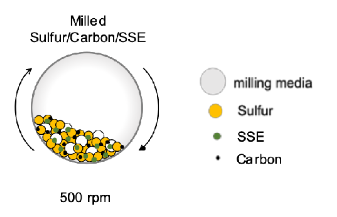 Milled
Sulfur/Carbon/SSE
milling media
Sulfur
SSE
Carbon
500 rpm